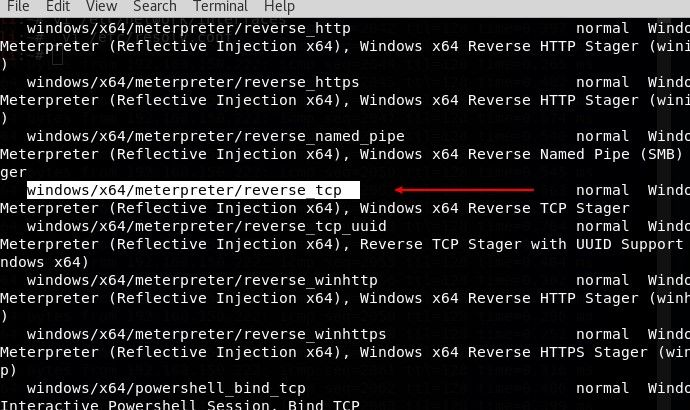 File Edit View Search Terminal Help
windows/x64/meterpreter/reverse_http normal Windo
Meterpreter (Reflective Injection x64), Windows x64 Reverse HTTP Stager (wini
)
windows/x64/meterpreter/reverse_https normal Windo
Meterpreter (Reflective Injection x64), Windows x64 Reverse HTTP Stager (wini
)
windows/x64/meterpreter/reverse_named_pipe normal Windo
Meterpreter (Reflective Injection x64), Windows x64 Reverse Named Pipe (SMB)
ger
windows/x64/meterpreter/reverse_tcp normal Windo
Meterpreter (Reflective Injection x64), Windows x64 Reverse TCP Stager
windows/x64/meterpreter/reverse_tcp_uuid normal Windo
Meterpreter (Reflective Injection x64), Reverse TCP Stager with UUID Support
ndows x64)
windows/x64/meterpreter/reverse_winhttp normal Windo
Meterpreter (Reflective Injection x64), Windows x64 Reverse HTTP Stager (winh
)
windows/x64/meterpreter/reverse_winhttps normal Windo
Meterpreter (Reflective Injection x64), Windows x64 Reverse HTTPS Stager (win
p)
windows/x64/powershell_bind_tcp normal Windo
Interactive Powershell Session, Bind TCP